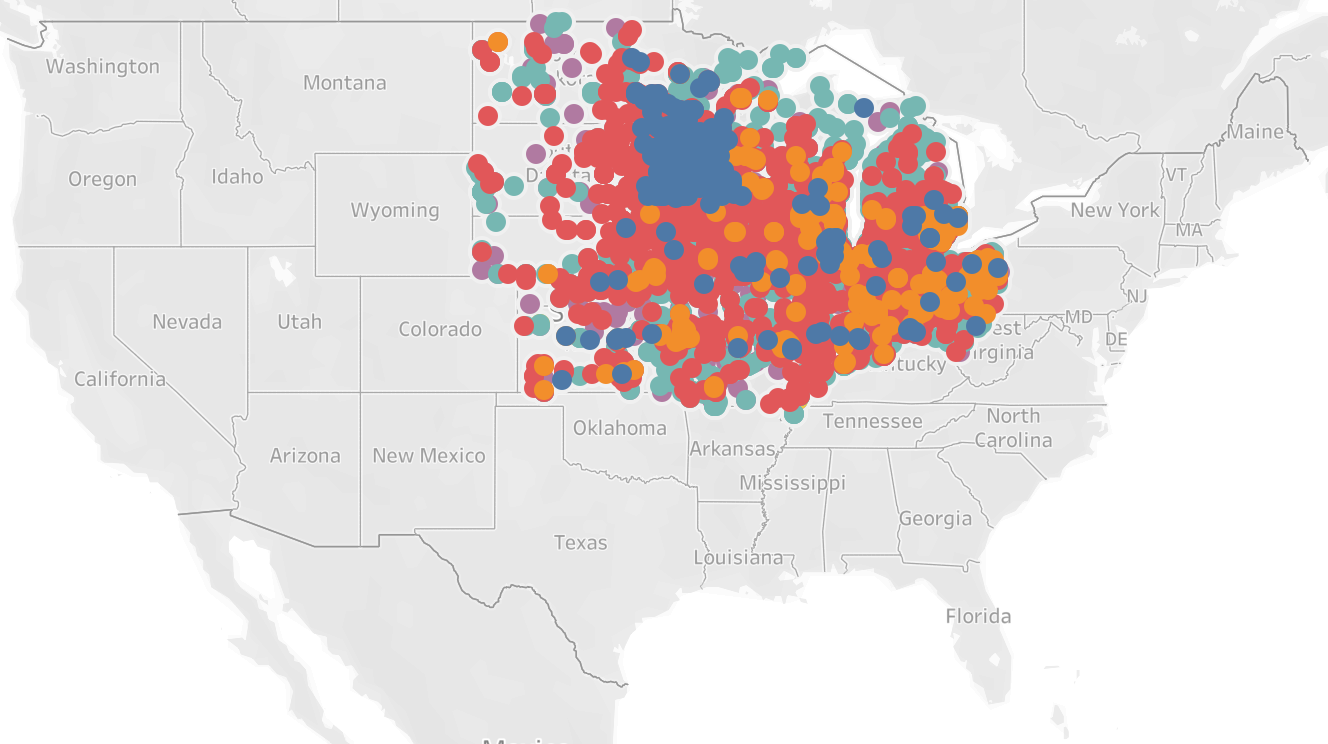 Washington
Montana
Maine
Oregon
Idaho
VT
Wyoming
New York
MA
NJ
Nevada
Utah
Colorado
MD
DE
California
Oklahoma
Tennessee
North
Carolina
Arizona
New Mexico
Arkansas
Mississippi
Georgia
Texas
Louisiana
Florida